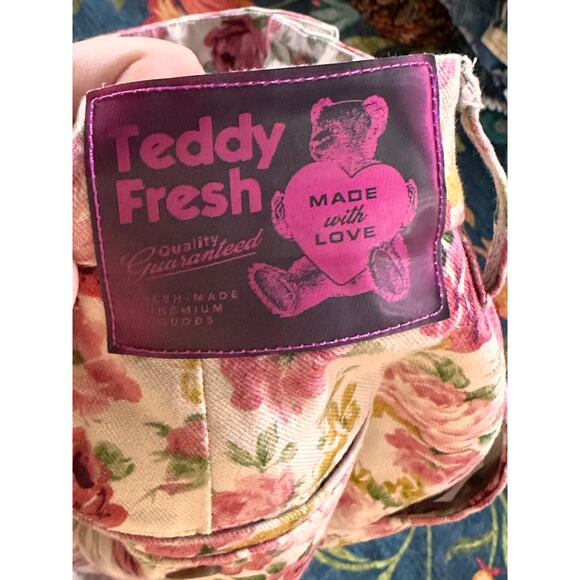 Teddy
Fresh
Quality
Guaranteed
FRESH-MADE
PREMIUM
GOODS
MADE
with
LOVE